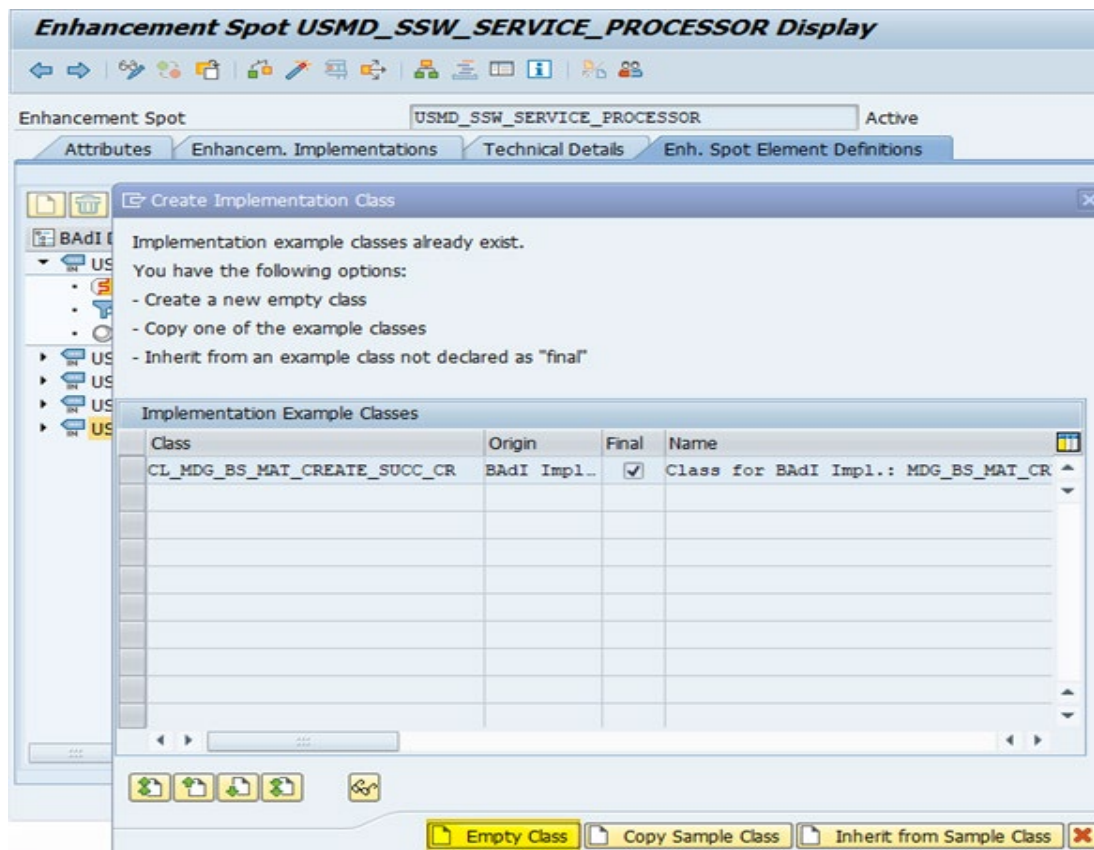 Enhancement Spot USMD_SSW_SERVICE_PROCESSOR Display
Enhancement Spot USMD_SSW_SERVICE_PROCESSOR Active
Attributes Enhancem. Implementations Technical Details Enh. Spot Element Definitions
Create Implementation Class
BAdI
Implementation example classes already exist.
US
You have the following options:
- Create a new empty class
- Copy one of the example classes
US
- Inherit from an example class not declared as "final"
US
US
US
Implementation Example Classes
Class Origin Final Name
CL_MDG_BS_MAT_CREATE_SUCC_CR BAdI Impl… Class for BAdI Impl.: MDG_BS_MAT_CR
Empty Class Copy Sample Class Inherit from Sample Class